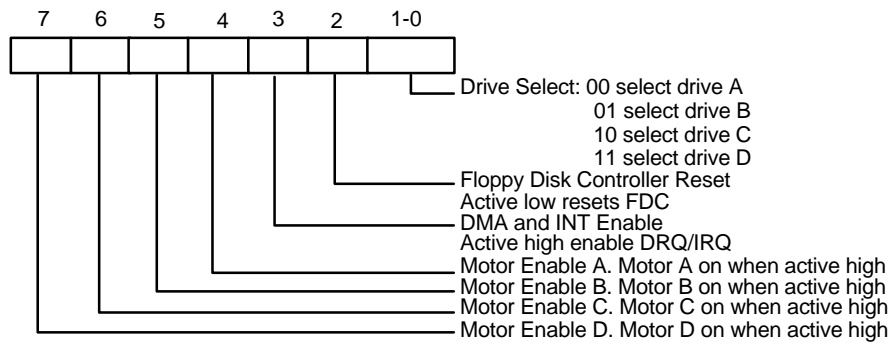 7 6 5 4 3 2 1-0
Drive Select: 00 select drive A
01 select drive B
10 select drive C
11 select drive D
Floppy Disk Controller Reset
Active low resets FDC
DMA and INT Enable
Active high enable DRQ/IRQ
Motor Enable A. Motor A on when active high
Motor Enable B. Motor B on when active high
Motor Enable C. Motor C on when active high
Motor Enable D. Motor D on when active high